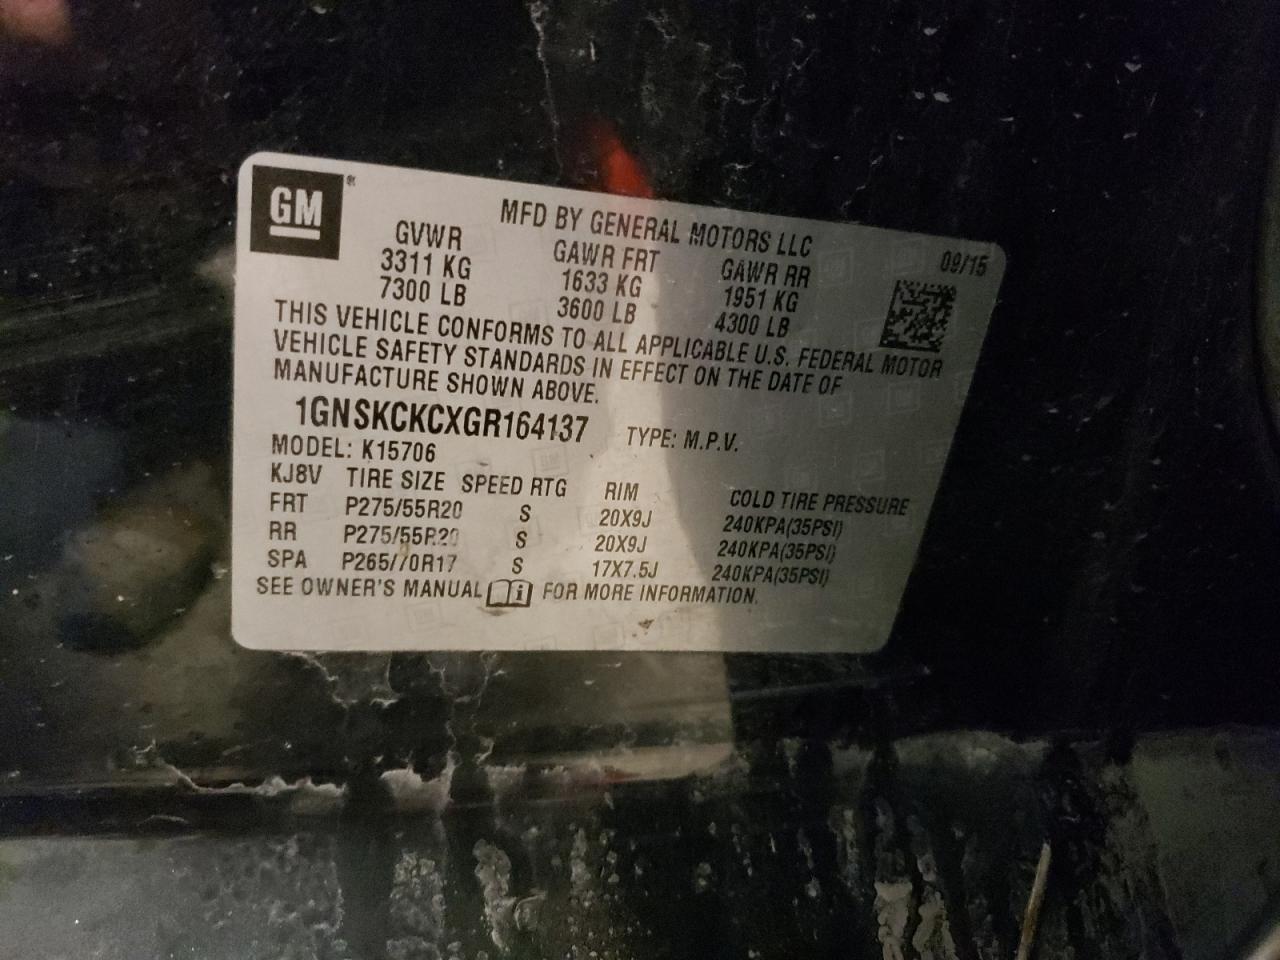 GM®
MFD BY GENERAL MOTORS LLC
09/15
GVWR GAWR FRT GAWR RR
3311 KG 1633 KG 1951 KG
7300 LB 3600 LB 4300 LB
THIS VEHICLE CONFORMS TO ALL APPLICABLE U.S. FEDERAL MOTOR
VEHICLE SAFETY STANDARDS IN EFFECT ON THE DATE OF
MANUFACTURE SHOWN ABOVE.
1GNSKCKCXGR164137 TYPE: M.P.V.
MODEL: K15706
KJ8V TIRE SIZE SPEED RTG RIM COLD TIRE PRESSURE
FRT P275/55R20 S 20X9J 240KPA(35PSI)
RR P275/55R20 S 20X9J 240KPA(35PSI)
SPA P265/70R17 S 17X7.5J 240KPA(35PSI)
SEE OWNER'S MANUAL i FOR MORE INFORMATION.